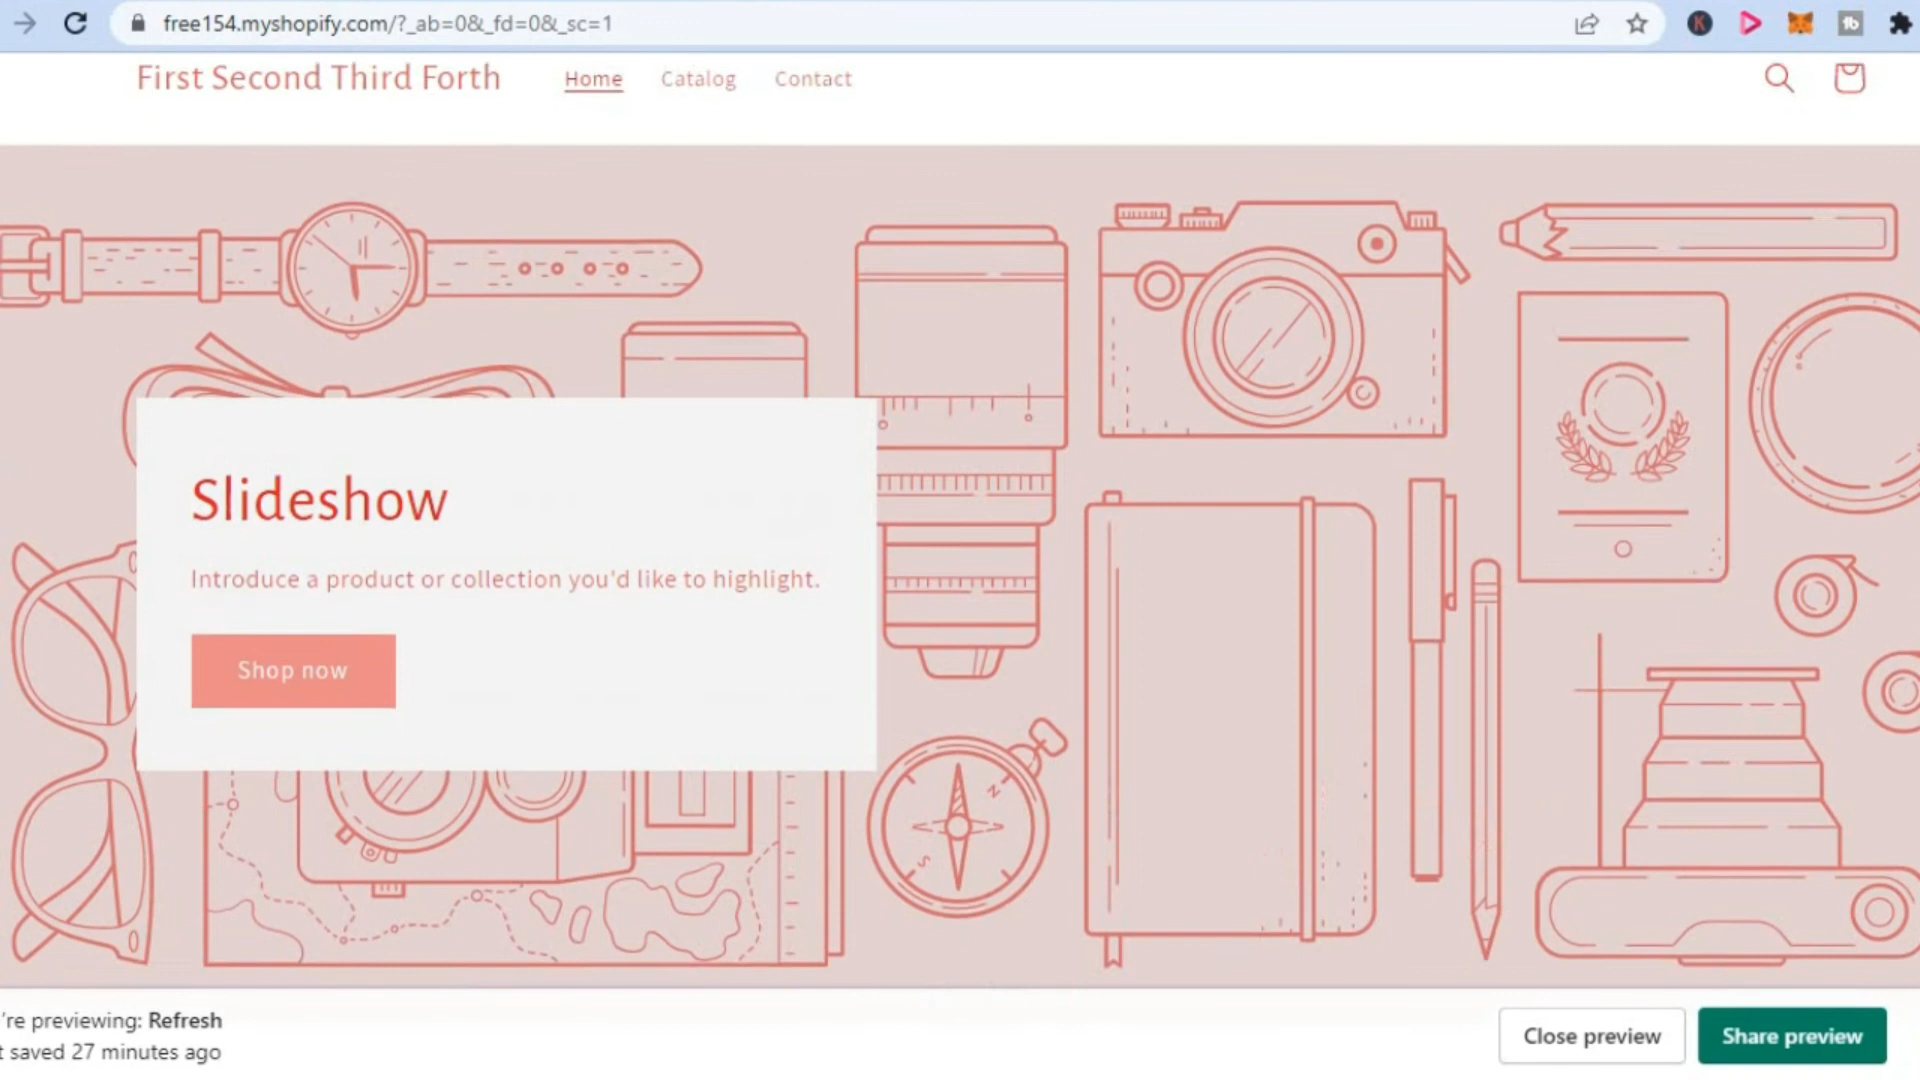 free154.myshopify.com/?_ab=0&_fd=0&_sc=1
First Second Third Forth
Home
Catalog
Contact
Slideshow
Introduce a product or collection you'd like to highlight.
Shop now
N
S
're previewing: Refresh
t saved 27 minutes ago
Close preview
Share preview